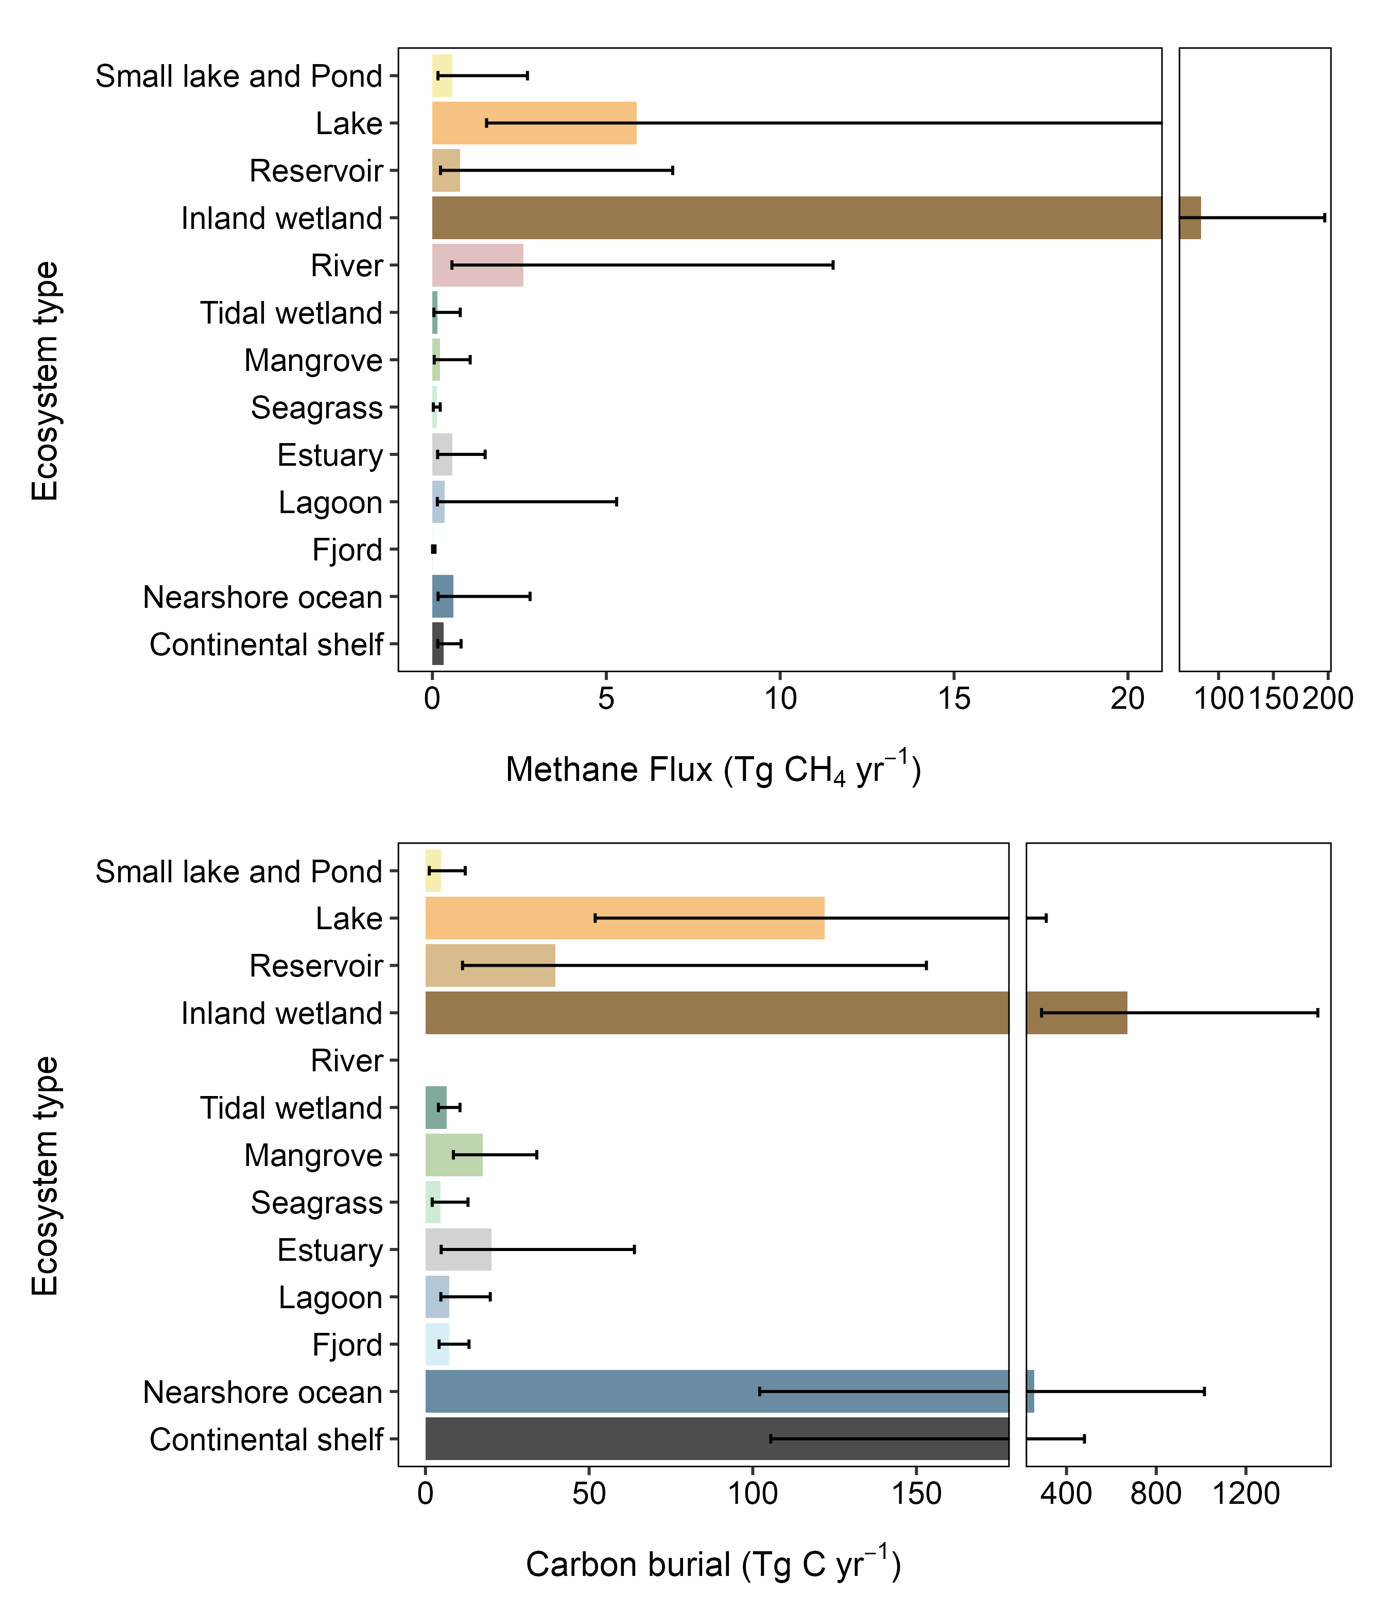 Small lake and Pond
Lake
Reservoir
Inland wetland
River
Tidal wetland
Mangrove
Seagrass
Estuary
Lagoon
Fjord
Nearshore ocean
Continental shelf
Ecosystem type
0 5 10 15 20 100 150 200
Methane Flux (Tg CH₄ yr⁻¹)
Small lake and Pond
Lake
Reservoir
Inland wetland
River
Tidal wetland
Mangrove
Seagrass
Estuary
Lagoon
Fjord
Nearshore ocean
Continental shelf
Ecosystem type
0 50 100 150 400 800 1200
Carbon burial (Tg C yr⁻¹)